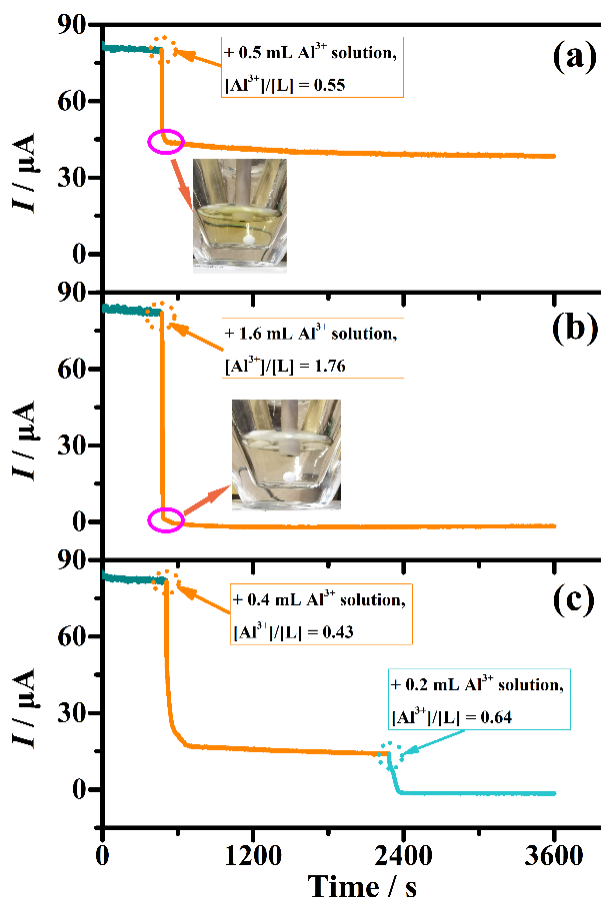 90
60
30
0
I / μA
(a)
+ 0.5 mL Al³⁺ solution,
[Al³⁺]/[L] = 0.55
90
60
30
0
I / μA
(b)
+ 1.6 mL Al³⁺ solution,
[Al³⁺]/[L] = 1.76
90
60
30
0
I / μA
(c)
+ 0.4 mL Al³⁺ solution,
[Al³⁺]/[L] = 0.43
+ 0.2 mL Al³⁺ solution,
[Al³⁺]/[L] = 0.64
0 1200 2400 3600
Time / s